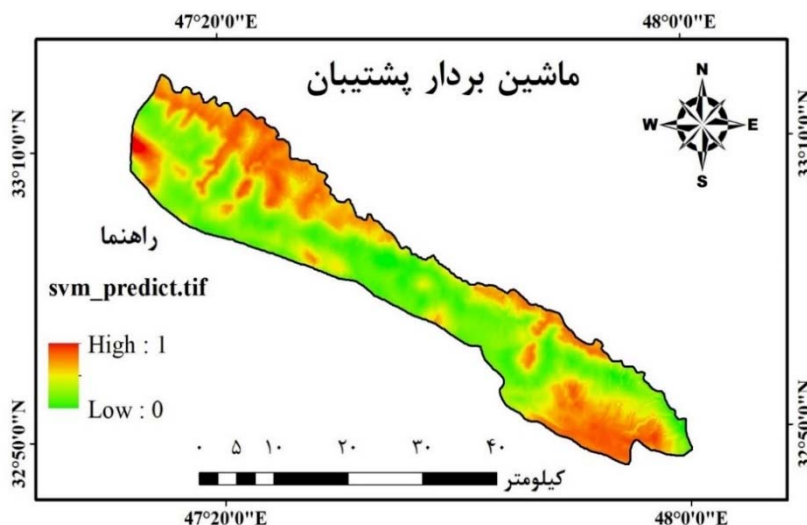 47°20'0"E 48°0'0"E
ماشین بردار پشتیبان
N
W E
S
33°10'0"N 33°10'0"N
راهنما
svm_predict.tif
High : 1
Low : 0
32°50'0"N 32°50'0"N
۰ ۵ ۱۰ ۲۰ ۳۰ ۴۰
کیلومتر
47°20'0"E 48°0'0"E